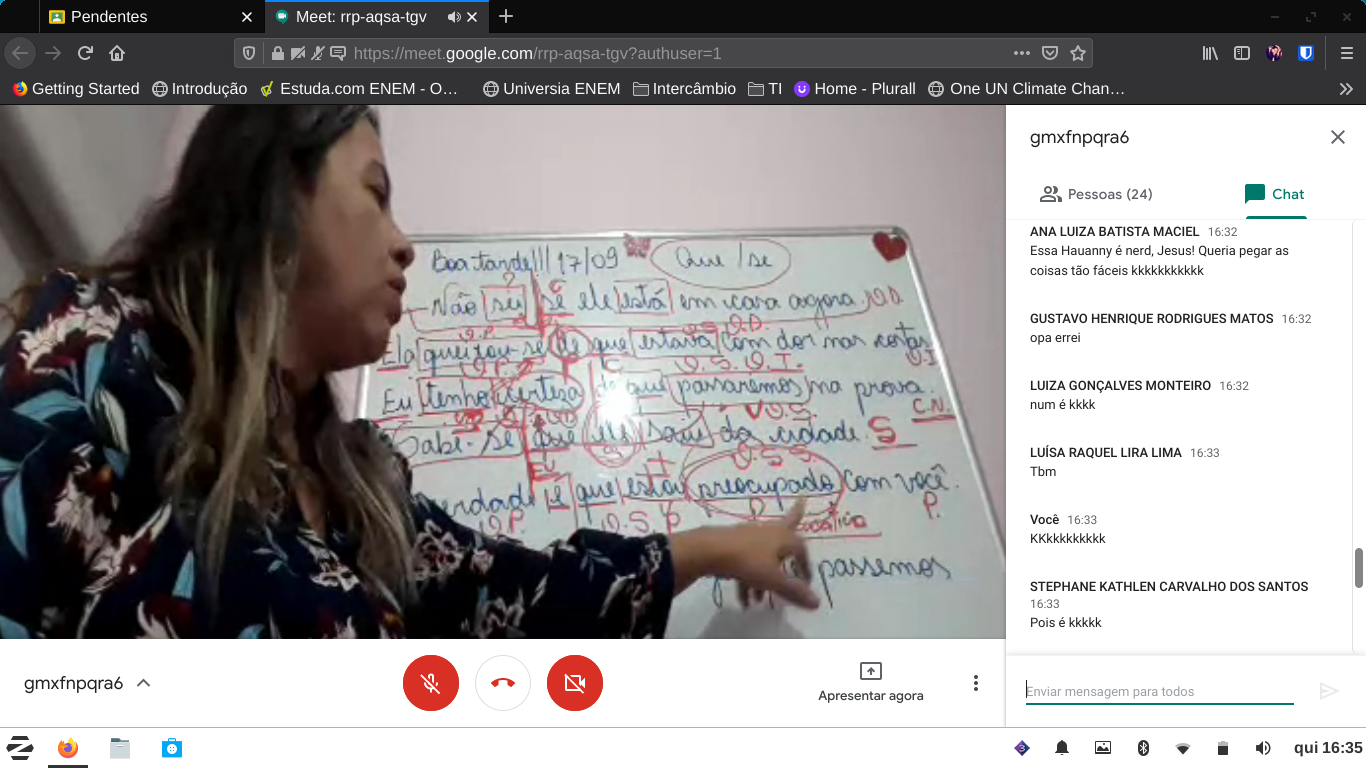 Pendentes
Meet: rrp-aqsa-tgv
https://meet.google.com/rrp-aqsa-tgv?authuser=1
Getting Started
Introdução
Estuda.com ENEM - O…
Universia ENEM
Intercâmbio
TI
Home - Plurall
One UN Climate Chan…
Boa tarde!!! 17/09 Que / se
Não sei se ele está em casa agora. O.D.
Ela queixou-se de que estava com dor nas costas
O.I
Eu tenho certeza de que passaremos na prova.
C.N.
Sabe-se que ele saiu da cidade. S
é que estou preocupado com você.
O.P. O.S. P P.
passemos
gmxfnpqra6
Pessoas (24)
Chat
ANA LUIZA BATISTA MACIEL 16:32
Essa Hauanny é nerd, Jesus! Queria pegar as
coisas tão fáceis kkkkkkkkkkk
GUSTAVO HENRIQUE RODRIGUES MATOS 16:32
opa errei
LUIZA GONÇALVES MONTEIRO 16:32
num é kkkk
LUÍSA RAQUEL LIRA LIMA 16:33
Tbm
Você 16:33
KKkkkkkkkkk
STEPHANE KATHLEN CARVALHO DOS SANTOS
16:33
Pois é kkkkk
Enviar mensagem para todos
gmxfnpqra6
Apresentar agora
qui 16:35